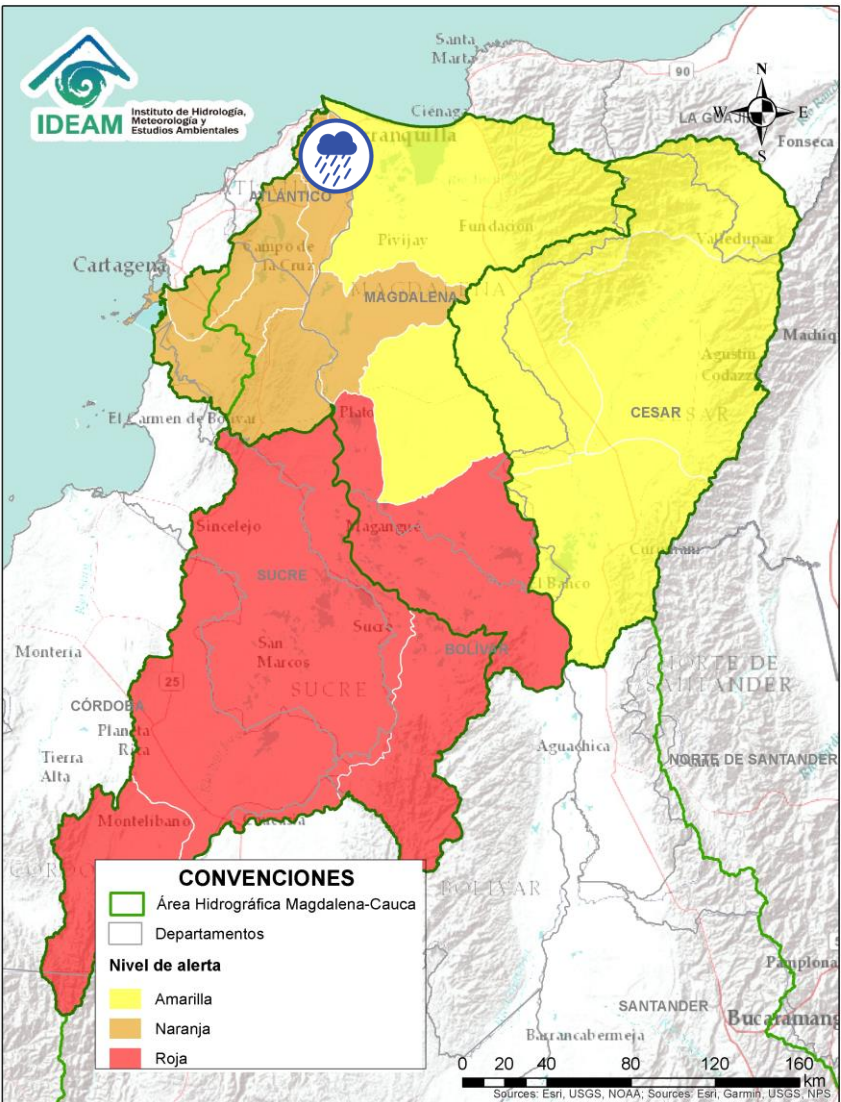 IDEAM
Instituto de Hidrología,
Meteorología y
Estudios Ambientales
Santa
Marta
90
N
W
E
S
Ciénaga
LA GUAJIRA
Fonseca
ATLÁNTICO
Fundación
Pivijay
Valledupar
Campo de
la Cruz
Cartagena
MAGDALENA
MAGDALENA
Agustín
Codazzi
CESAR
El Carmen de Bolívar
Plato
Sincelejo
Magangué
SUCRE
El Banco
Sucre
BOLÍVAR
Montería
San
Marcos
SUCRE
25
NORTE DE
SANTANDER
CÓRDOBA
Planeta
Rica
Tierra
Alta
Aguachica
NORTE DE SANTANDER
Montelíbano
BOLÍVAR
CONVENCIONES
Área Hidrográfica Magdalena-Cauca
Departamentos
Nivel de alerta
Amarilla
Naranja
Roja
Pamplona
SANTANDER
Bucaramang
Barrancabermeja
0 20 40 80 120 160
km
Sources: Esri, USGS, NOAA; Sources: Esri, Garmin, USGS, NPS